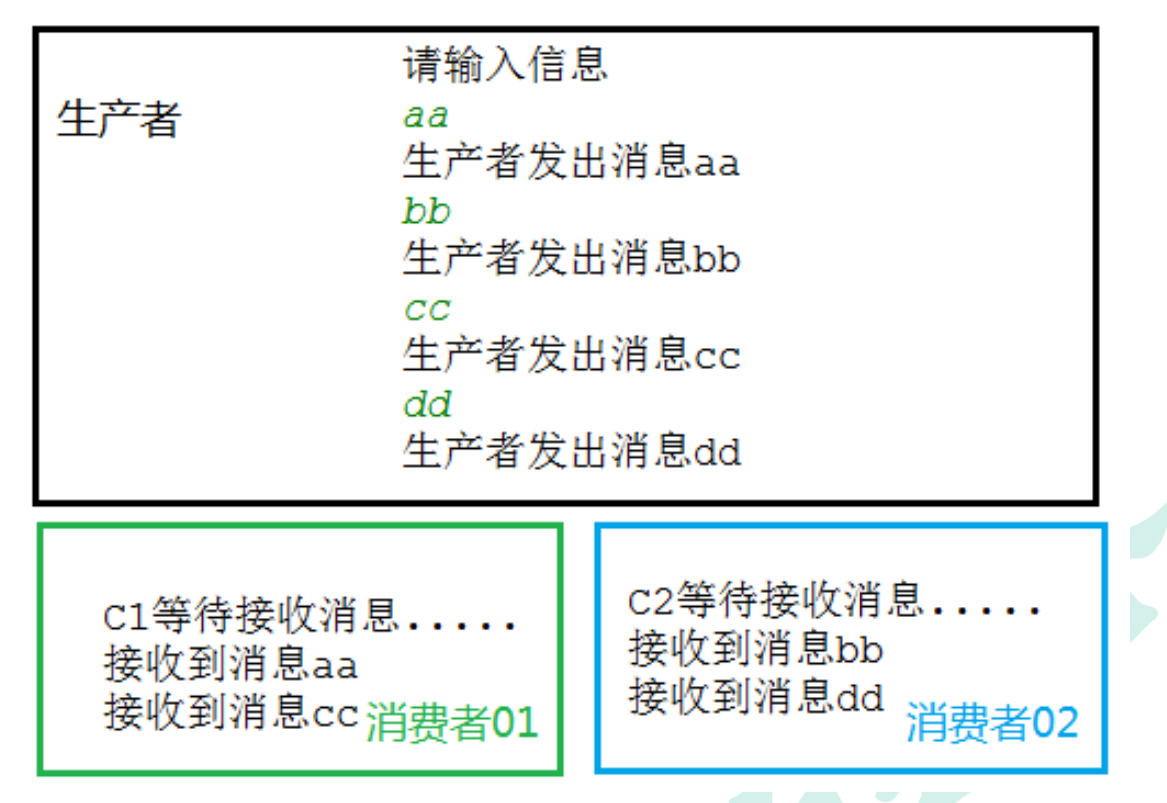 请输入信息
生产者
aa
生产者发出消息aa
bb
生产者发出消息bb
cc
生产者发出消息cc
dd
生产者发出消息dd
C1等待接收消息.....
接收到消息aa
接收到消息cc
消费者01
C2等待接收消息.....
接收到消息bb
接收到消息dd
消费者02